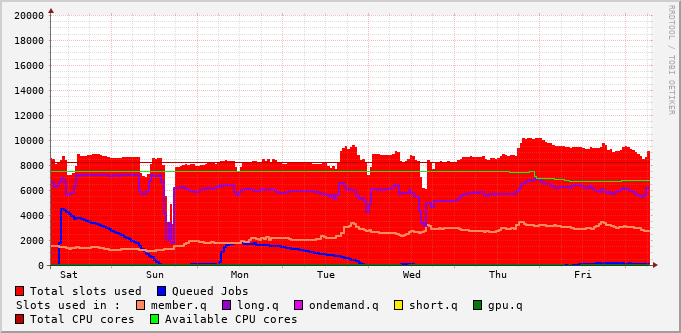 20000
18000
16000
14000
12000
10000
8000
6000
4000
2000
0
Sat Sun Mon Tue Wed Thu Fri
Total slots used Queued Jobs
Slots used in : member.q long.q ondemand.q short.q gpu.q
Total CPU cores Available CPU cores
RRDTOOL / TOBI OETIKER